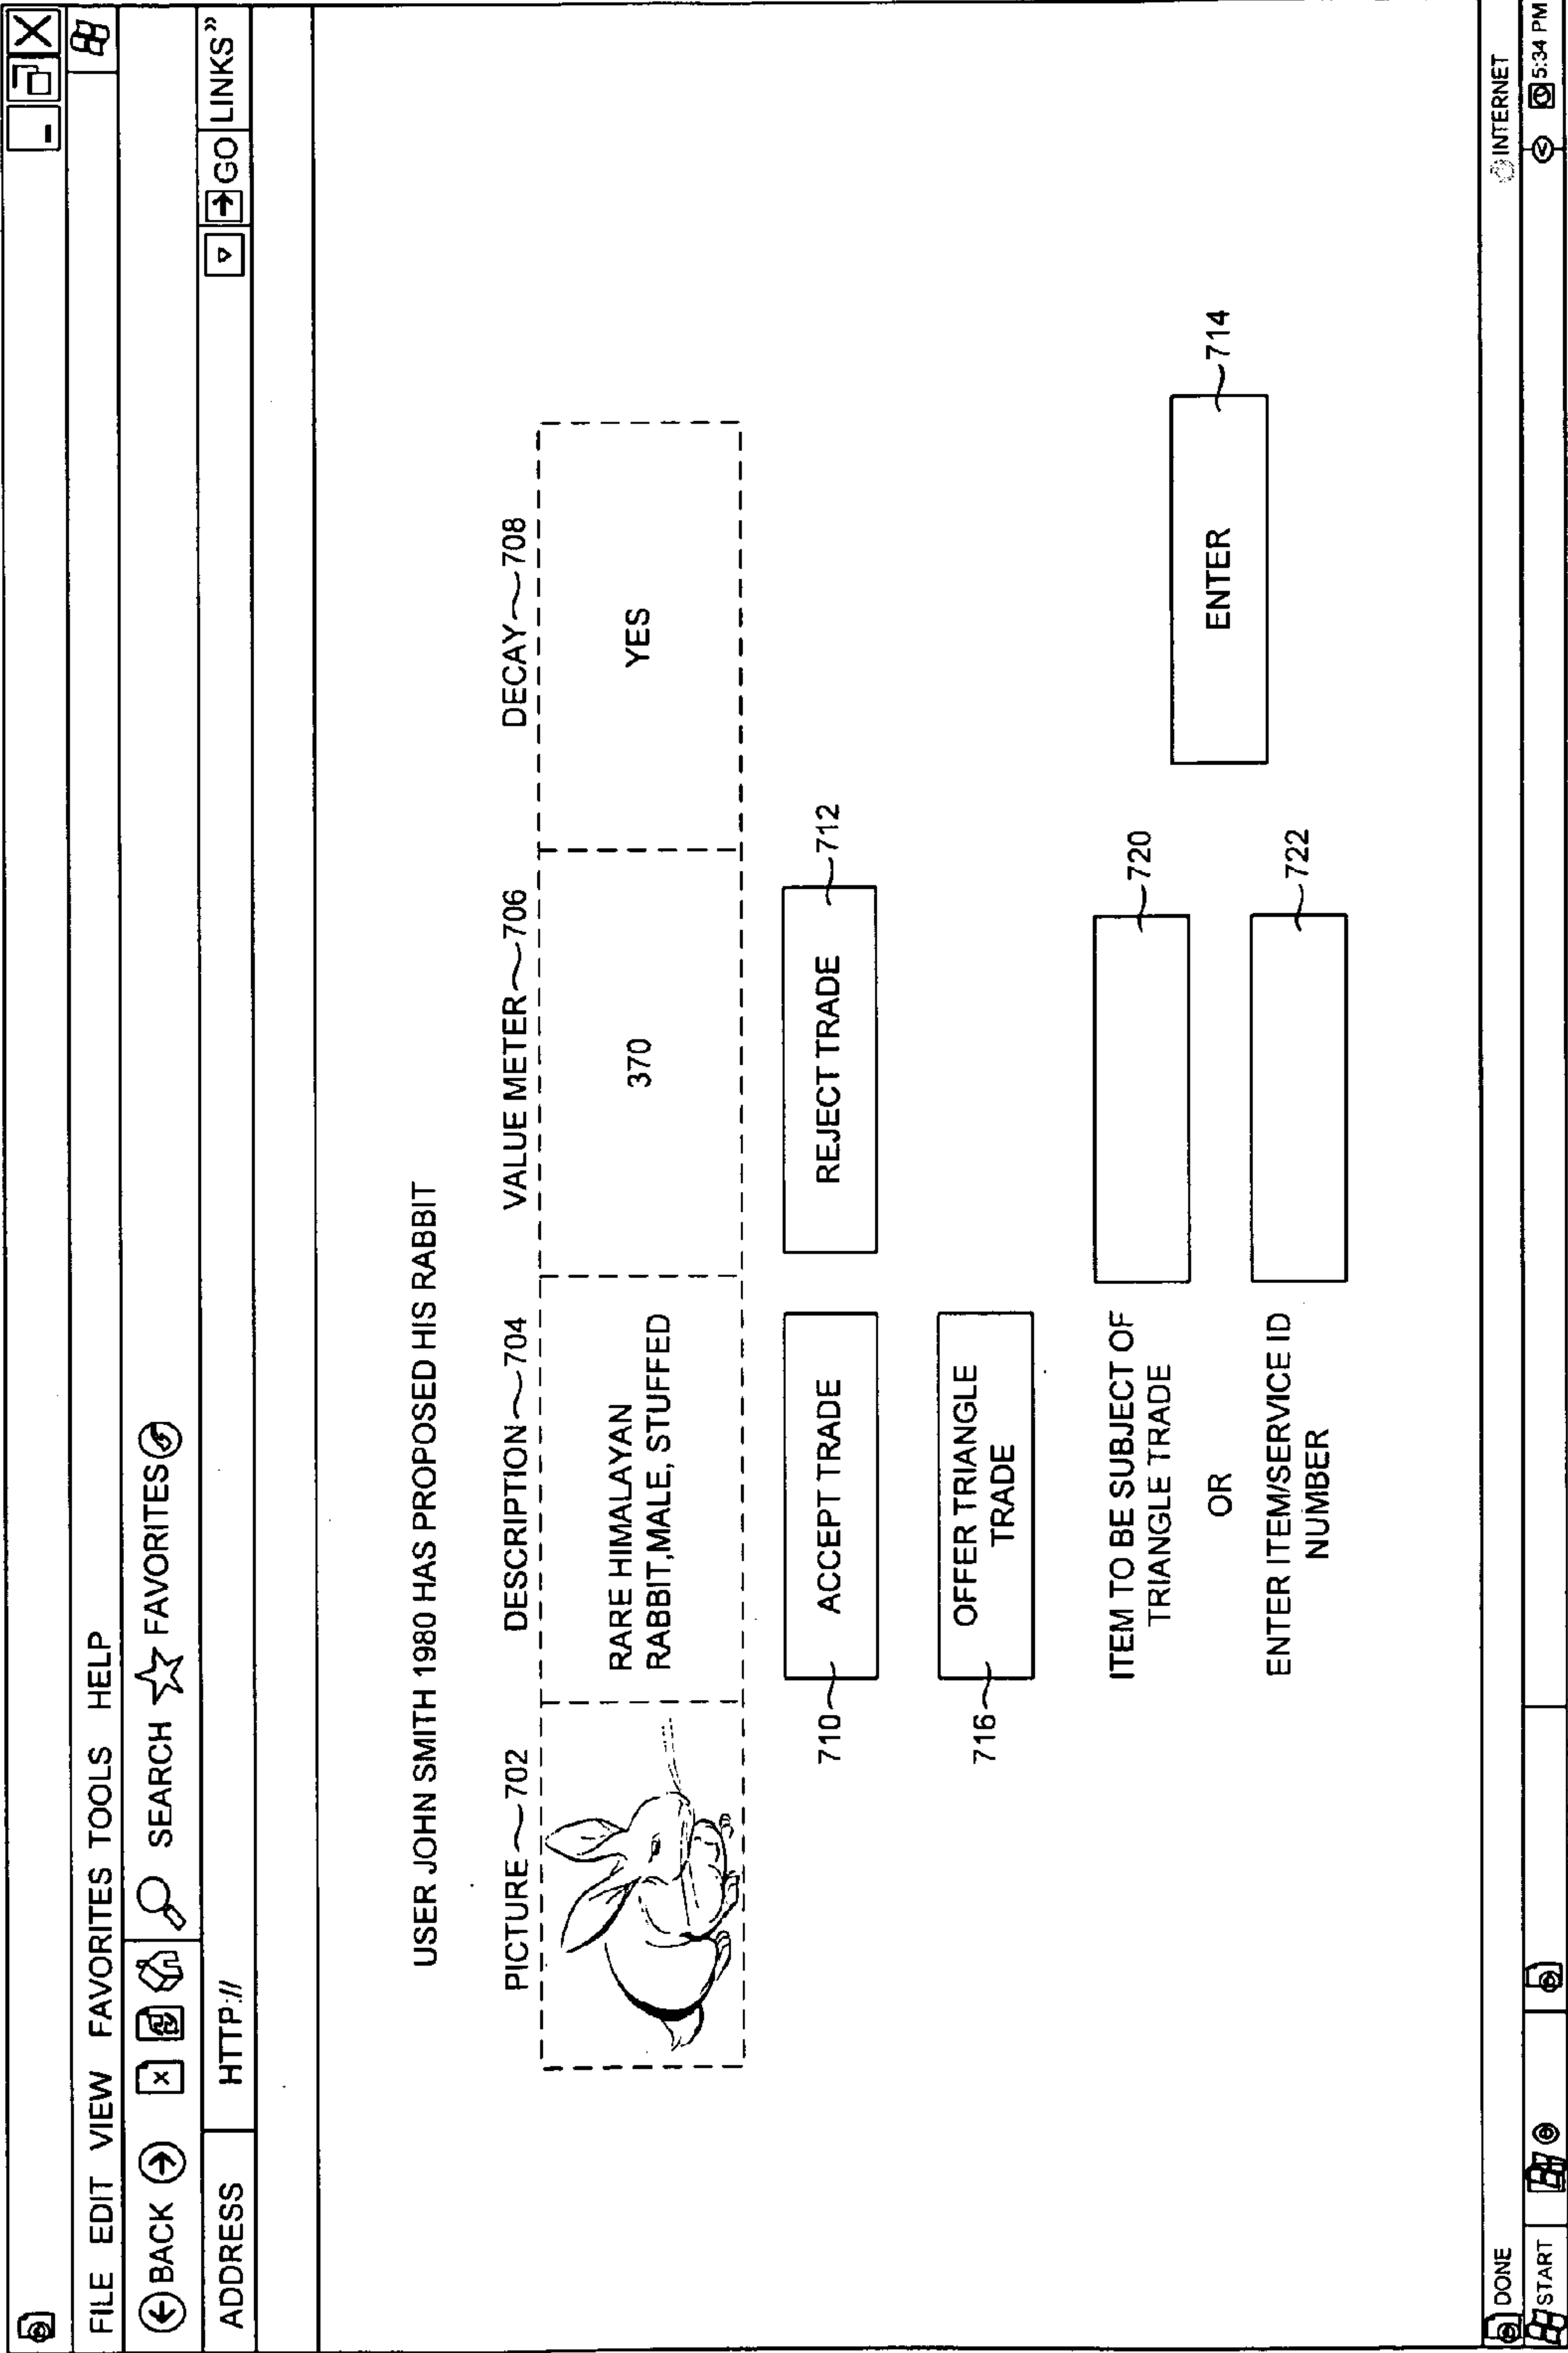 FILE EDIT VIEW FAVORITES TOOLS HELP
BACK SEARCH FAVORITES
ADDRESS HTTP:// GO LINKS”
USER JOHN SMITH 1980 HAS PROPOSED HIS RABBIT
PICTURE 702 DESCRIPTION 704 VALUE METER 706 DECAY 708
RARE HIMALAYAN
RABBIT,MALE, STUFFED
370
YES
710 ACCEPT TRADE
REJECT TRADE 712
716 OFFER TRIANGLE
TRADE
ITEM TO BE SUBJECT OF
TRIANGLE TRADE
720
OR
ENTER 714
ENTER ITEM/SERVICE ID
NUMBER
722
DONE INTERNET
START 5:34 PM